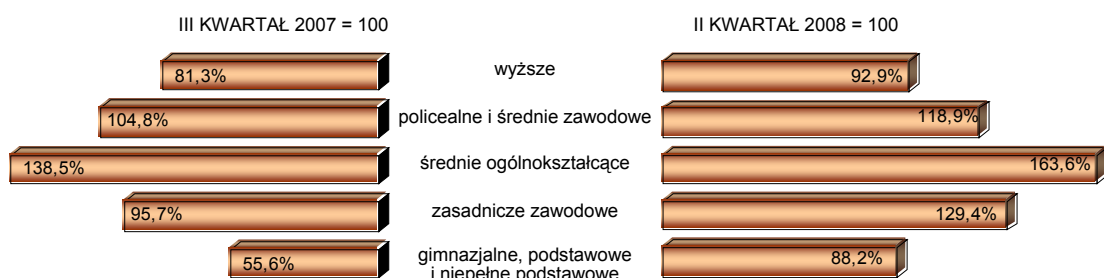 III KWARTAŁ 2007 = 100 II KWARTAŁ 2008 = 100
81,3% wyższe 92,9%
104,8% policealne i średnie zawodowe 118,9%
138,5% średnie ogólnokształcące 163,6%
95,7% zasadnicze zawodowe 129,4%
55,6% gimnazjalne, podstawowe 88,2%
i niepełne podstawowe